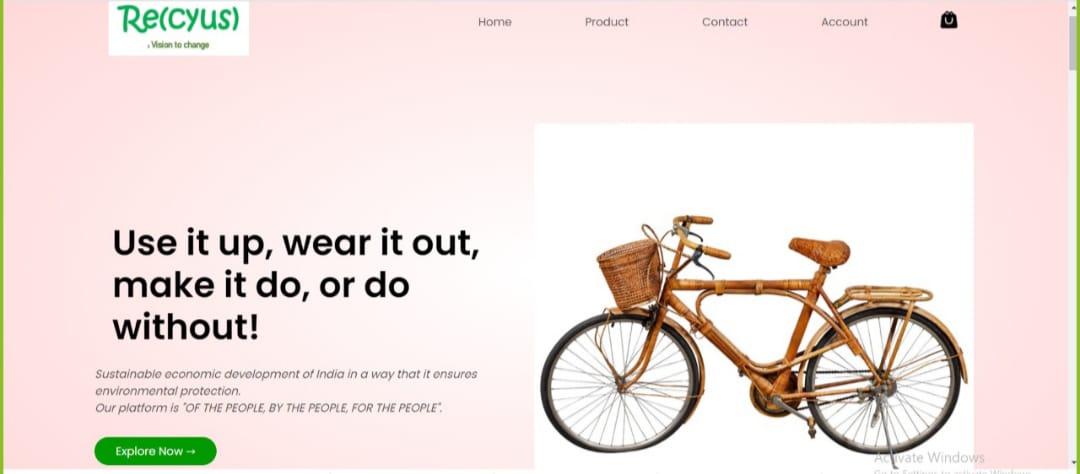 Re(cyus)
. Vision to change
Home Product Contact Account
Use it up, wear it out,
make it do, or do
without!
Sustainable economic development of India in a way that it ensures
environmental protection.
Our platform is "OF THE PEOPLE, BY THE PEOPLE, FOR THE PEOPLE".
Explore Now →
Activate Windows
Go to Settings to activate Windows.